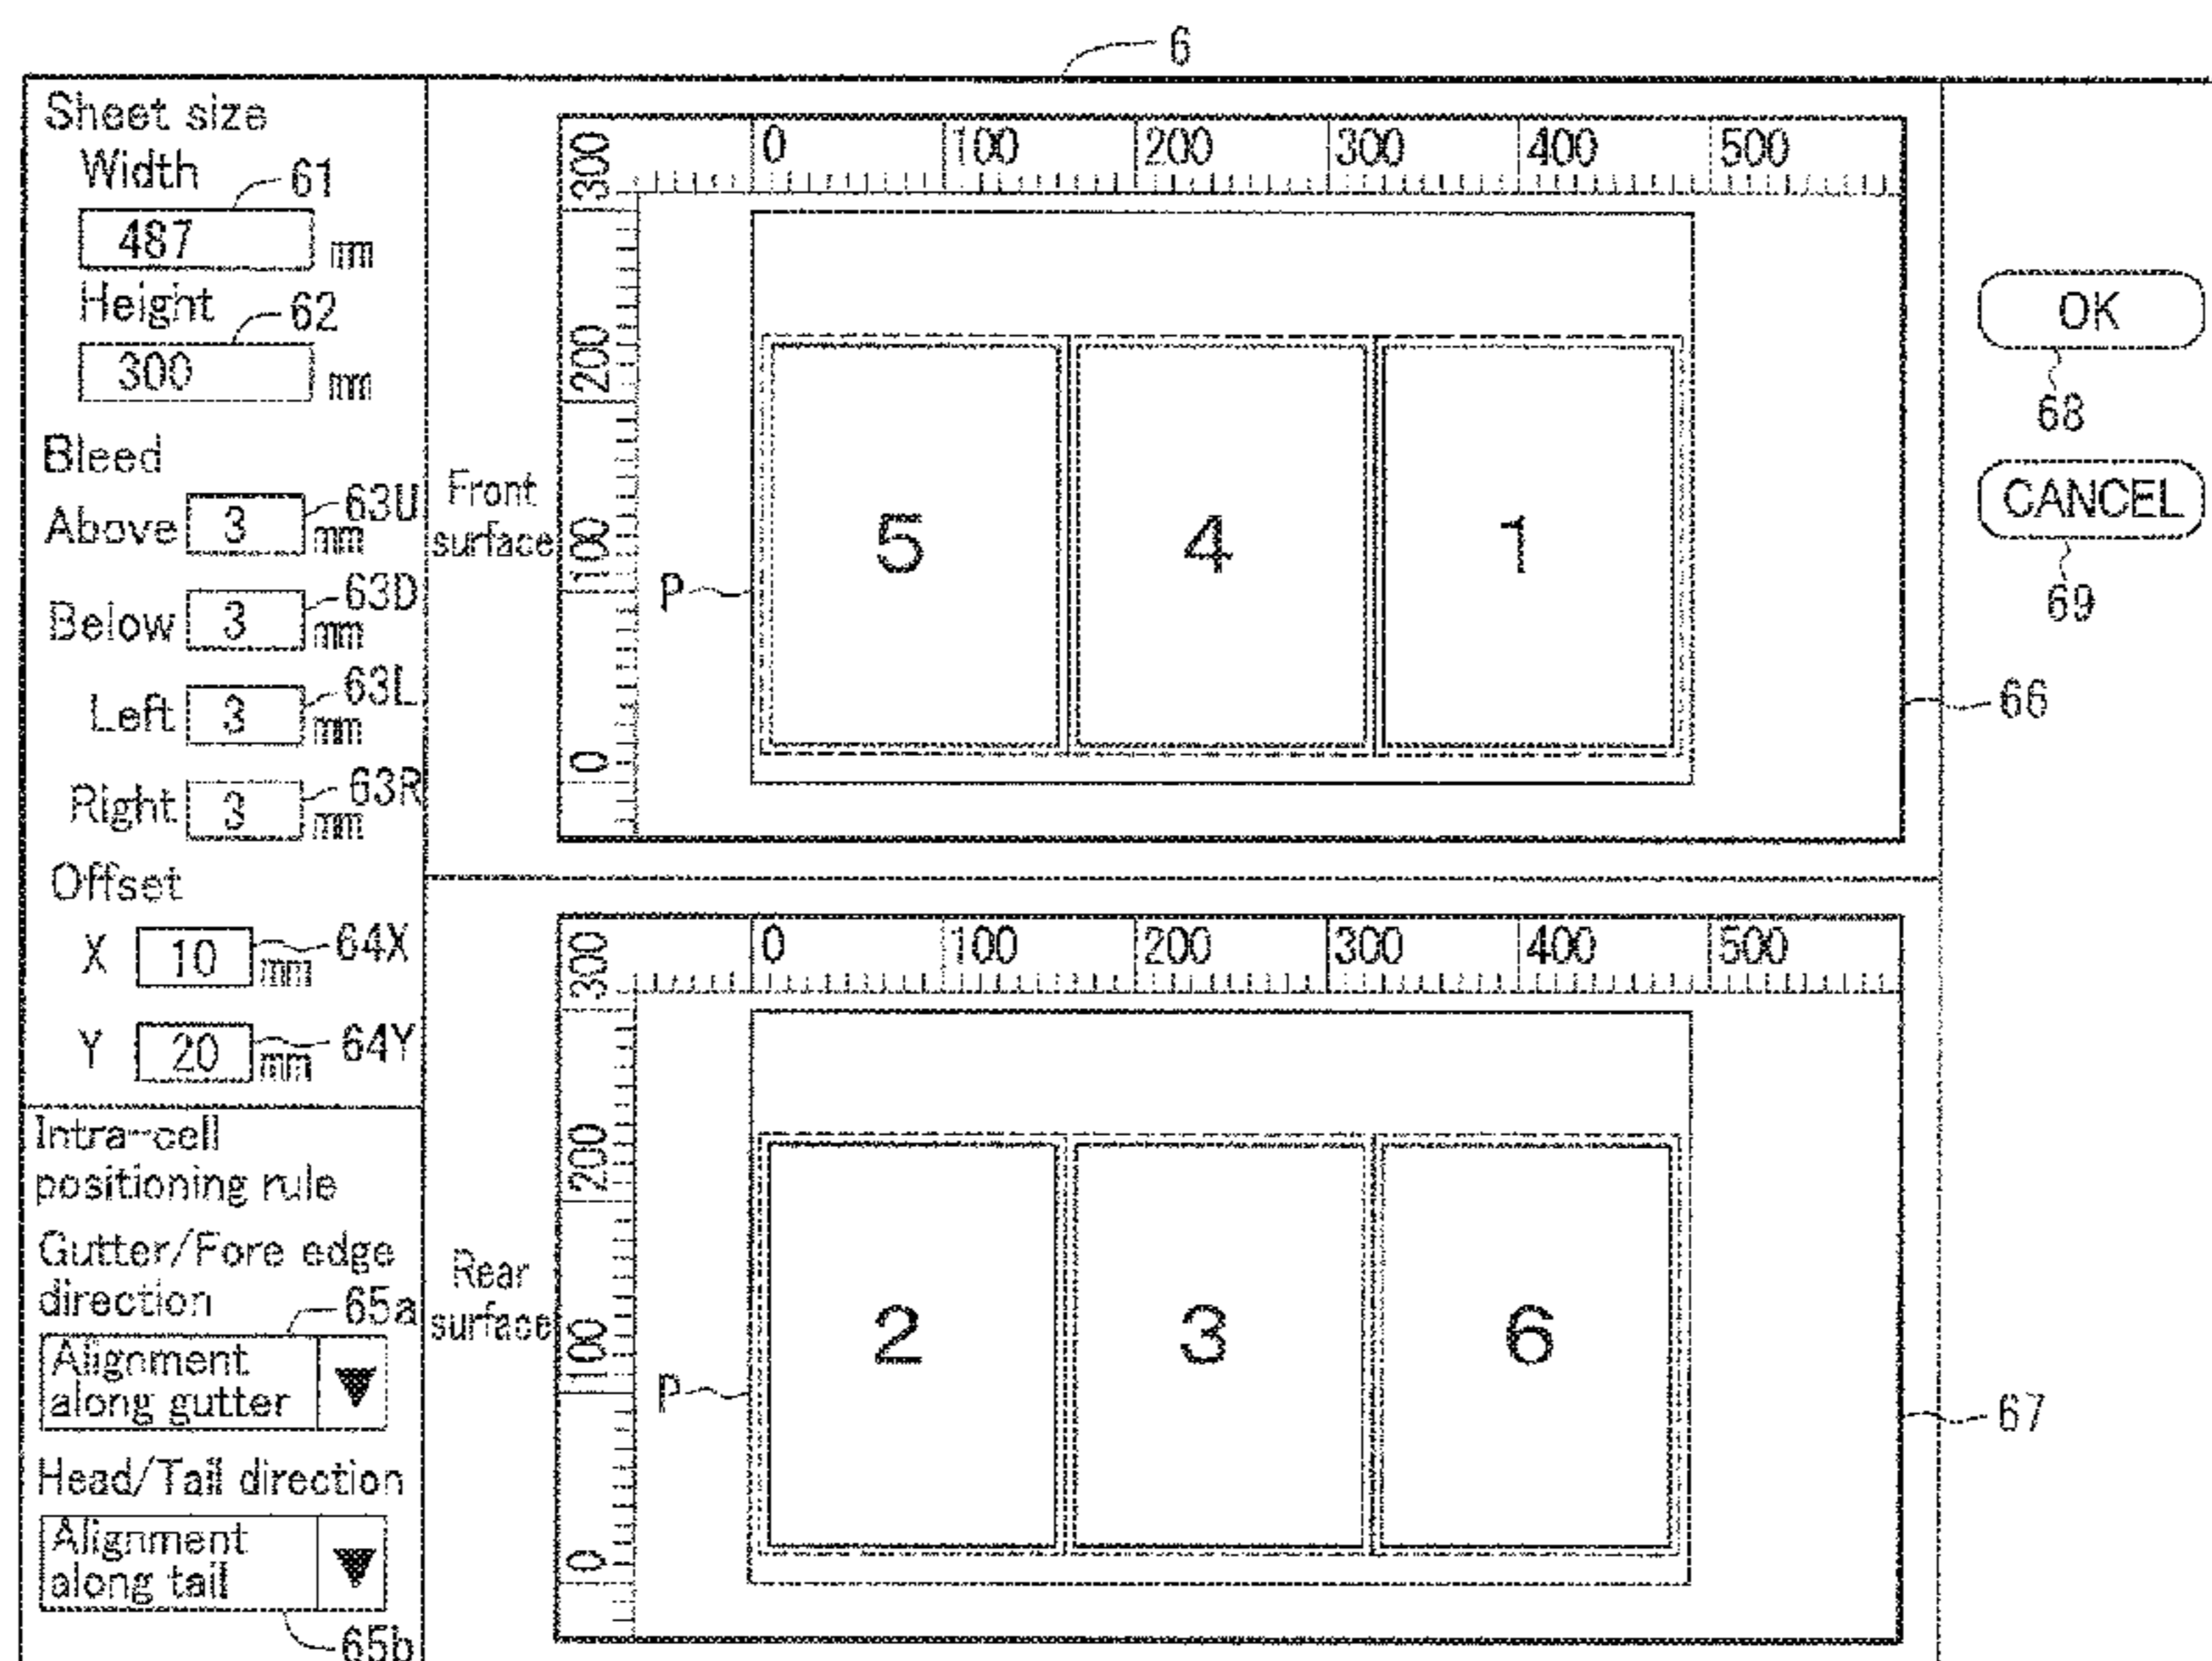 6
Sheet size
Width
61
487 mm
Height
62
300 mm
Bleed
Above 3 mm 63U
Below 3 mm 63D
Left 3 mm 63L
Right 3 mm 63R
Offset
X 10 mm 64X
Y 20 mm 64Y
Intra-cell
positioning rule
Gutter/Fore edge
direction
65a
Alignment
along gutter
Head/Tail direction
Alignment
along tail
65b
Front
surface
0 100 200 300 400 500
300
200
100
0
P
5 4 1
66
Rear
surface
0 100 200 300 400 500
300
200
100
0
P
2 3 6
67
OK
68
CANCEL
69